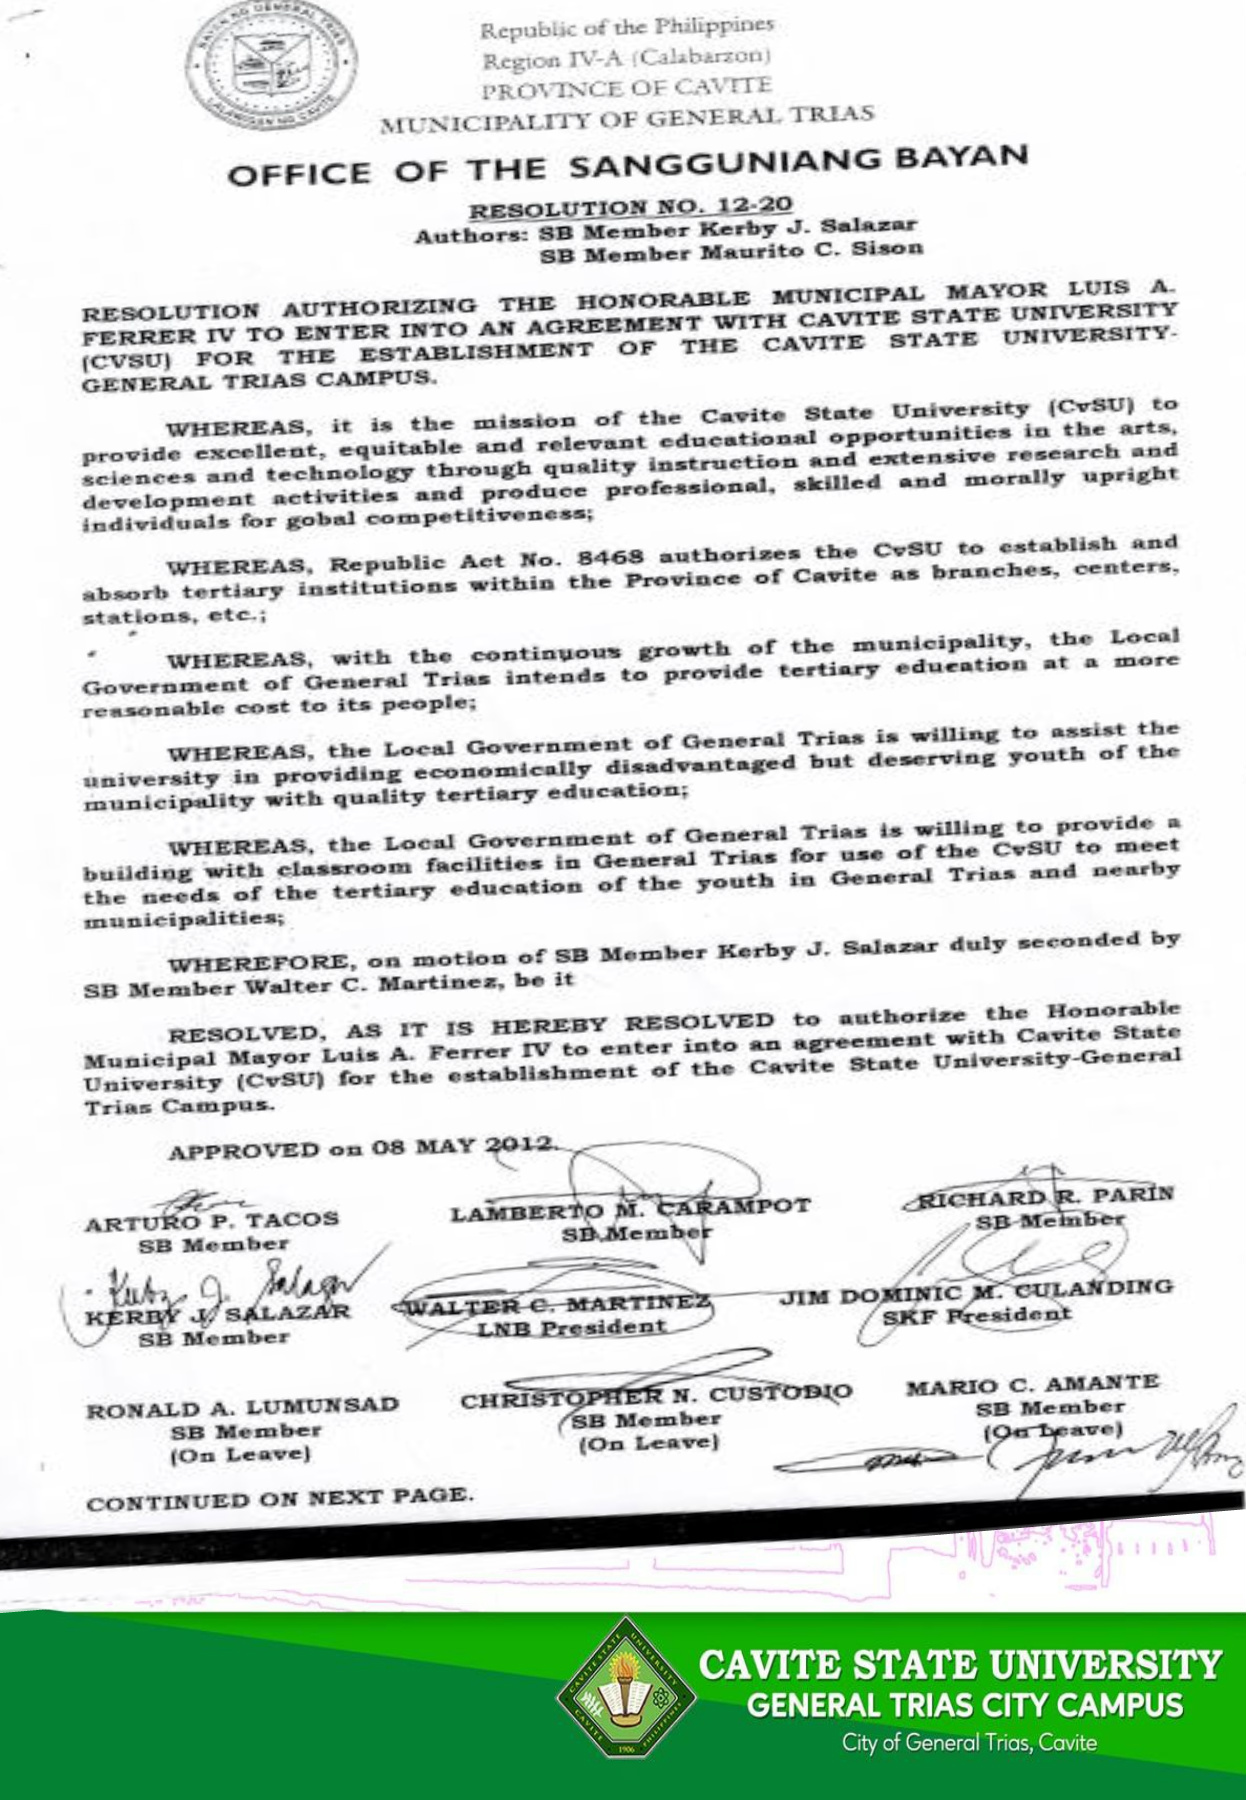 BAYAN NG GENERAL TRIAS
LALAWIGAN NG CAVITE
Republic of the Philippines
Region IV-A (Calabarzon)
PROVINCE OF CAVITE
MUNICIPALITY OF GENERAL TRIAS
OFFICE OF THE SANGGUNIANG BAYAN
RESOLUTION NO. 12-20
Authors: SB Member Kerby J. Salazar
SB Member Maurito C. Sison
RESOLUTION AUTHORIZING THE HONORABLE MUNICIPAL MAYOR LUIS A.
FERRER IV TO ENTER INTO AN AGREEMENT WITH CAVITE STATE UNIVERSITY
(CVSU) FOR THE ESTABLISHMENT OF THE CAVITE STATE UNIVERSITY-
GENERAL TRIAS CAMPUS.
WHEREAS, it is the mission of the Cavite State University (CvSU) to
provide excellent, equitable and relevant educational opportunities in the arts,
sciences and technology through quality instruction and extensive research and
development activities and produce professional, skilled and morally upright
individuals for gobal competitiveness;
WHEREAS, Republic Act No. 8468 authorizes the CvSU to establish and
absorb tertiary institutions within the Province of Cavite as branches, centers,
stations, etc.;
WHEREAS, with the continuous growth of the municipality, the Local
Government of General Trias intends to provide tertiary education at a more
reasonable cost to its people;
WHEREAS, the Local Government of General Trias is willing to assist the
university in providing economically disadvantaged but deserving youth of the
municipality with quality tertiary education;
WHEREAS, the Local Government of General Trias is willing to provide a
building with classroom facilities in General Trias for use of the CvSU to meet
the needs of the tertiary education of the youth in General Trias and nearby
municipalities;
WHEREFORE, on motion of SB Member Kerby J. Salazar duly seconded by
SB Member Walter C. Martinez, be it
RESOLVED, AS IT IS HEREBY RESOLVED to authorize the Honorable
Municipal Mayor Luis A. Ferrer IV to enter into an agreement with Cavite State
University (CvSU) for the establishment of the Cavite State University-General
Trias Campus.
APPROVED on 08 MAY 2012.
ARTURO P. TACOS LAMBERTO M. CARAMPOT RICHARD R. PARIN
SB Member SB Member SB Member
Kerby J. Salazar
KERBY J. SALAZAR WALTER C. MARTINEZ JIM DOMINIC M. CULANDING
SB Member LNB President SKF President
RONALD A. LUMUNSAD CHRISTOPHER N. CUSTODIO MARIO C. AMANTE
SB Member SB Member SB Member
(On Leave) (On Leave) (On Leave)
CONTINUED ON NEXT PAGE.
CAVITE STATE UNIVERSITY
CAVITE PHILIPPINES
1906
CAVITE STATE UNIVERSITY
GENERAL TRIAS CITY CAMPUS
City of General Trias, Cavite